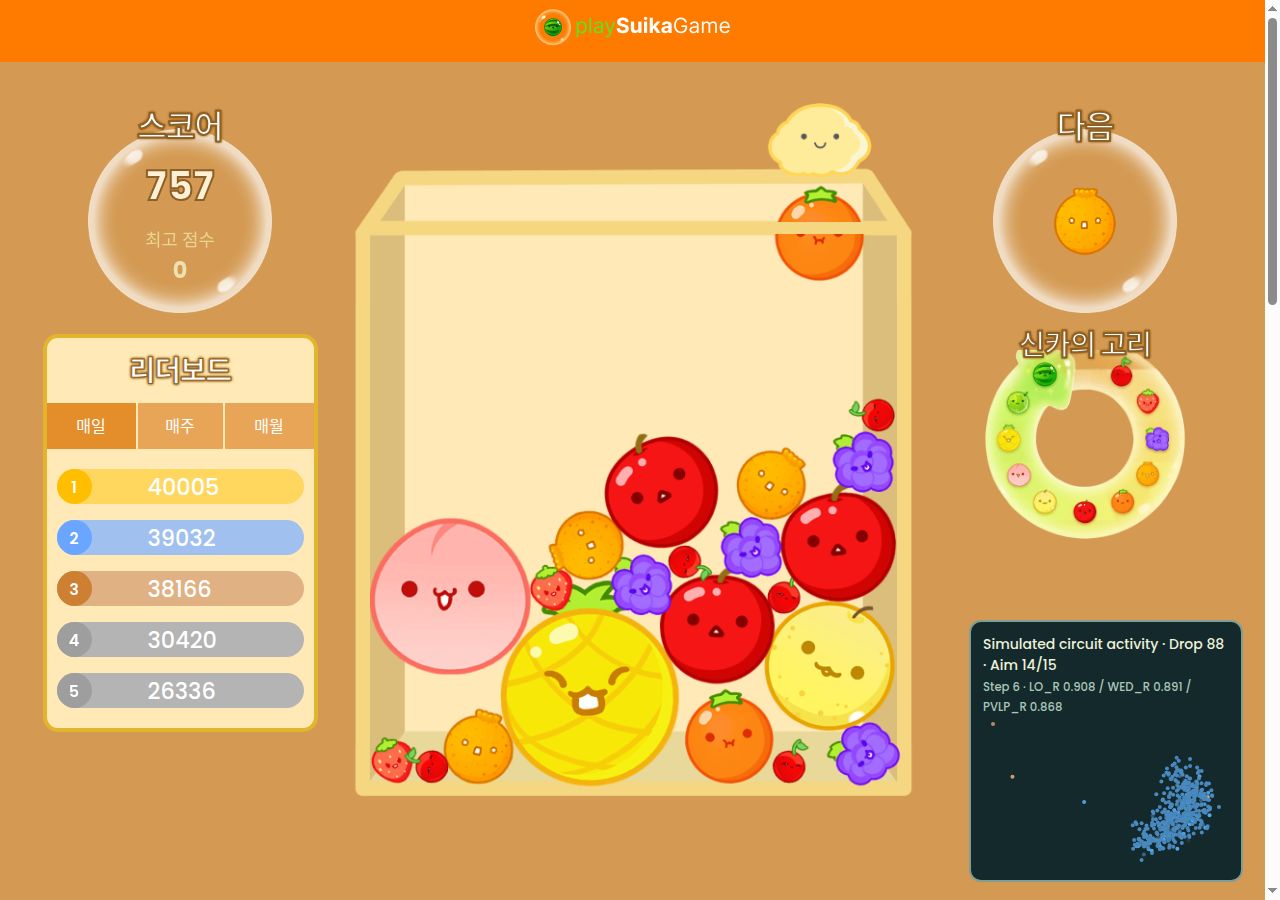 playSuikaGame
스코어
757
최고 점수
0
다음
신카의 고리
리더보드
매일 매주 매월
1 40005
2 39032
3 38166
4 30420
5 26336
Simulated circuit activity · Drop 88
· Aim 14/15
Step 6 · LO_R 0.908 / WED_R 0.891 /
PVLP_R 0.868